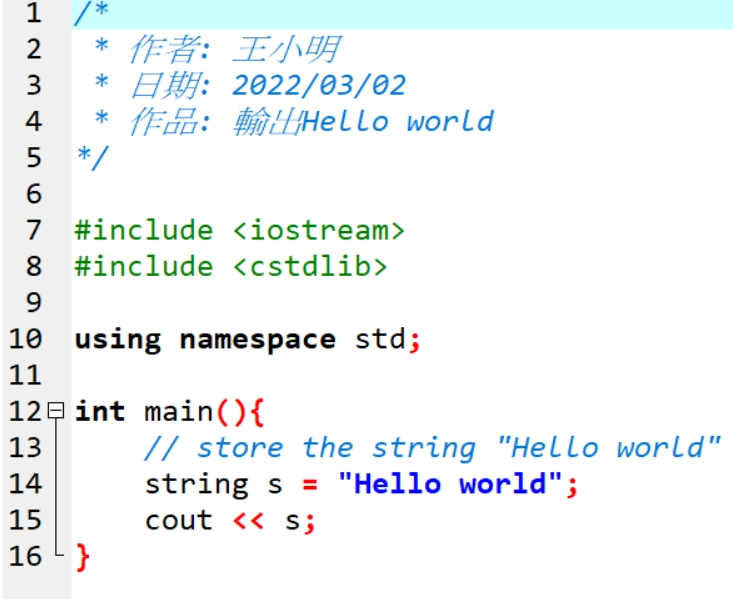 1 /*
2  * 作者: 王小明
3  * 日期: 2022/03/02
4  * 作品: 輸出Hello world
5 */
6
7 #include <iostream>
8 #include <cstdlib>
9
10 using namespace std;
11
12 int main(){
13     // store the string "Hello world"
14     string s = "Hello world";
15     cout << s;
16 }